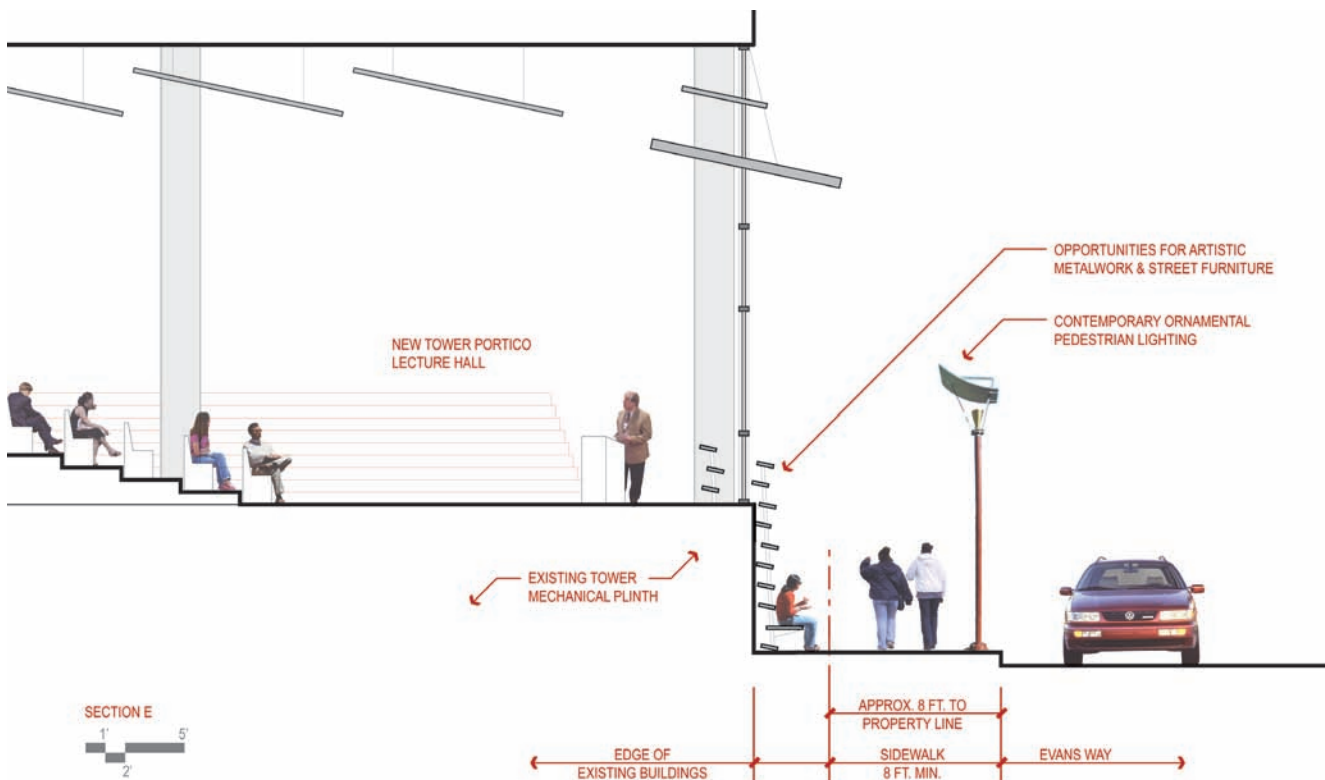 OPPORTUNITIES FOR ARTISTIC
METALWORK & STREET FURNITURE
CONTEMPORARY ORNAMENTAL
PEDESTRIAN LIGHTING
NEW TOWER PORTICO
LECTURE HALL
EXISTING TOWER
MECHANICAL PLINTH
SECTION E
1' 5'
2'
APPROX. 8 FT. TO
PROPERTY LINE
EDGE OF
EXISTING BUILDINGS
SIDEWALK
8 FT. MIN.
EVANS WAY